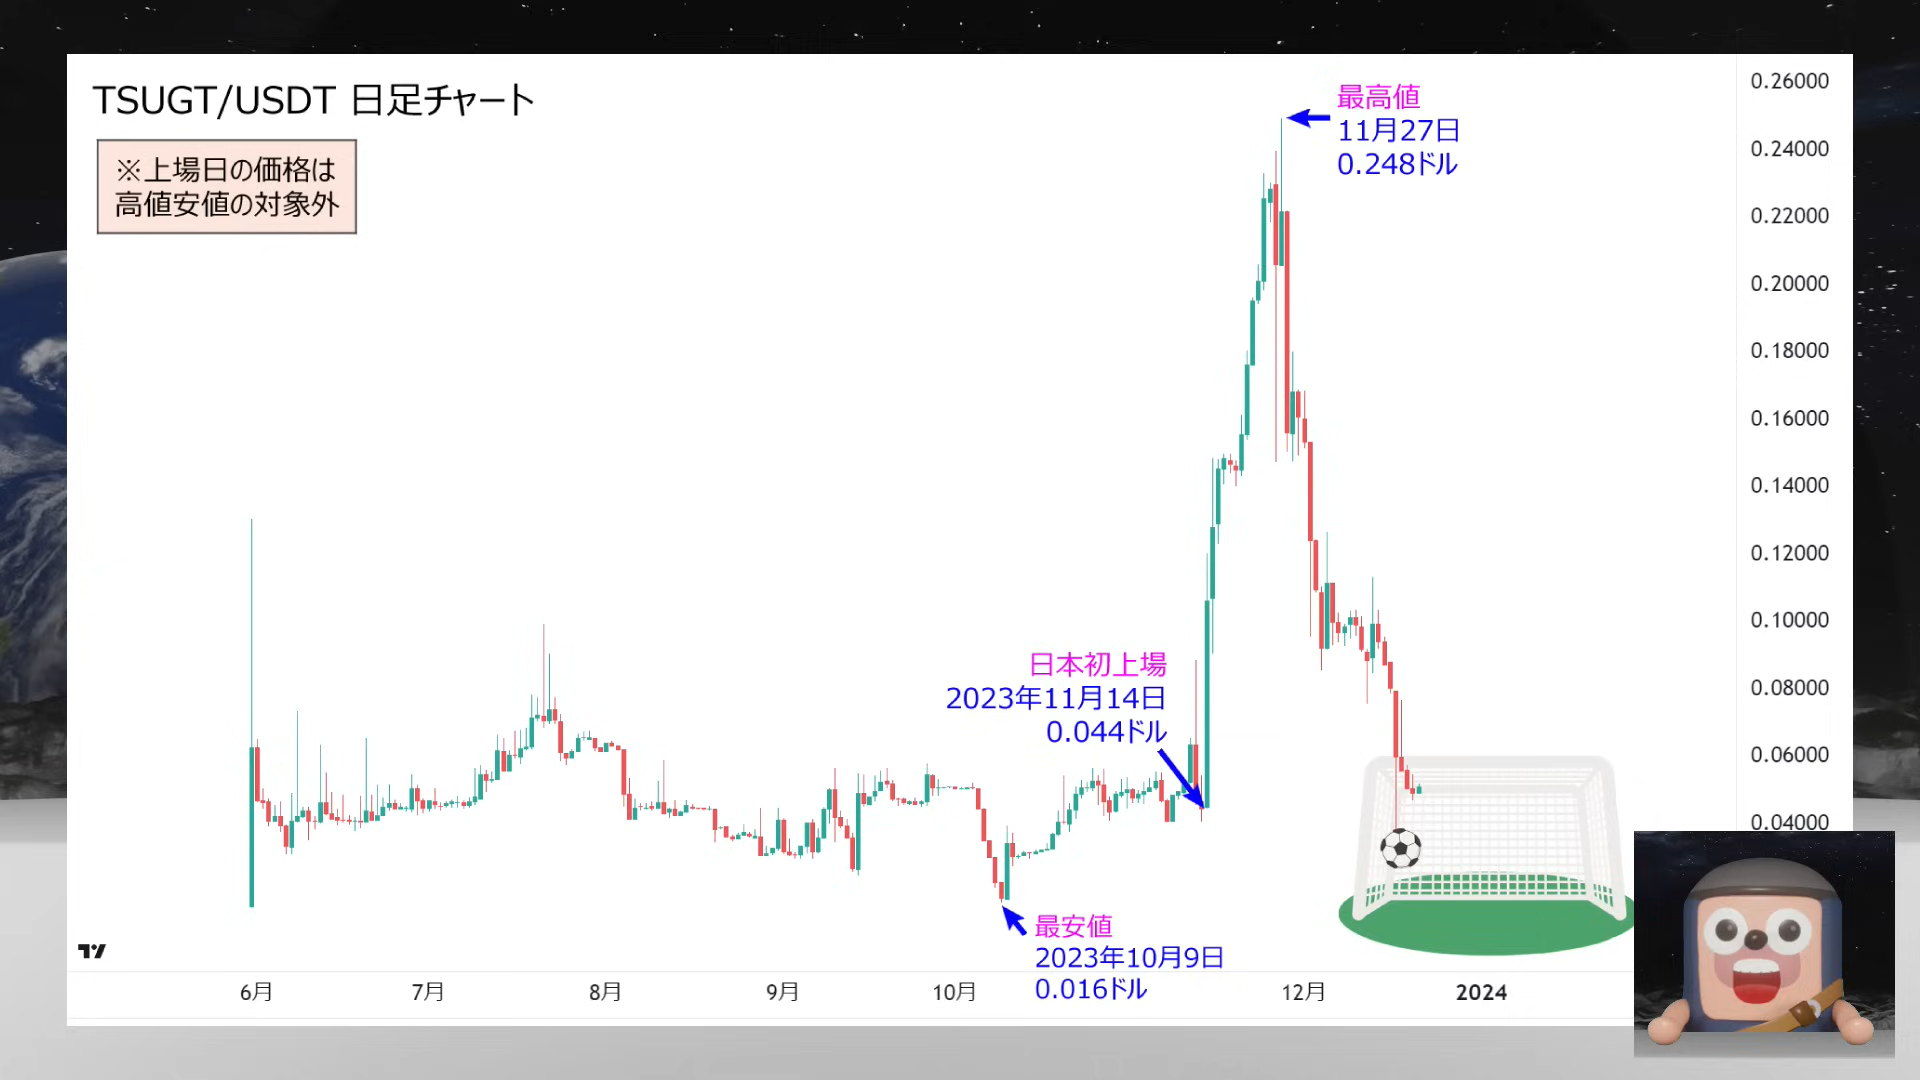 TSUGT/USDT 日足チャート
※上場日の価格は
高値安値の対象外
最高値
11月27日
0.248ドル
日本初上場
2023年11月14日
0.044ドル
最安値
2023年10月9日
0.016ドル
0.26000
0.24000
0.22000
0.20000
0.18000
0.16000
0.14000
0.12000
0.10000
0.08000
0.06000
0.04000
6月
7月
8月
9月
10月
12月
2024